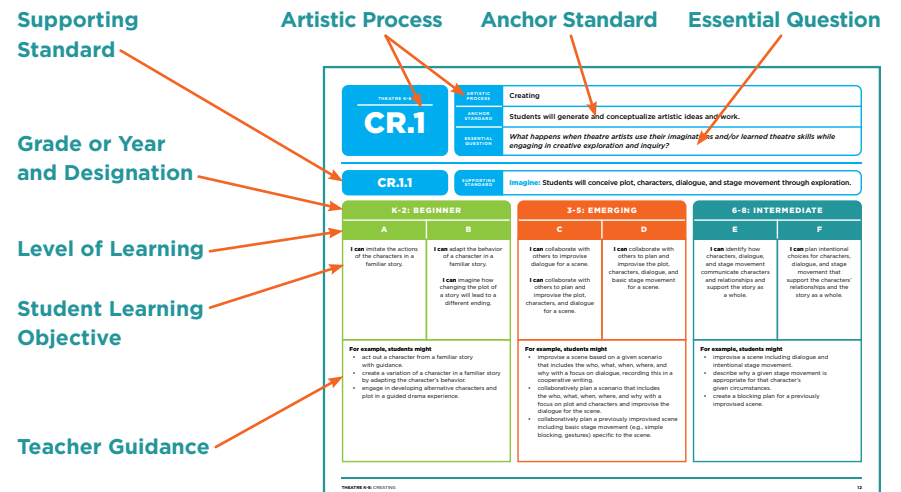 Supporting
Standard
Artistic Process
Anchor Standard
Essential Question
Grade or Year
and Designation
Level of Learning
Student Learning
Objective
Teacher Guidance
THEATRE K-8
CR.1
ARTISTIC
PROCESS
Creating
ANCHOR
STANDARD
Students will generate and conceptualize artistic ideas and work.
ESSENTIAL
QUESTION
What happens when theatre artists use their imaginations and/or learned theatre skills while
engaging in creative exploration and inquiry?
CR.1.1
SUPPORTING
STANDARD
Imagine: Students will conceive plot, characters, dialogue, and stage movement through exploration.
K-2: BEGINNER
A
B
I can imitate the actions
of the characters in a
familiar story.
I can adapt the behavior
of a character in a
familiar story.
I can imagine how
changing the plot of
a story will lead to a
different ending.
For example, students might
• act out a character from a familiar story
with guidance.
• create a variation of a character in a familiar story
by adapting the character's behavior.
• engage in developing alternative characters and
plot in a guided drama experience.
3-5: EMERGING
C
D
I can collaborate with
others to improvise
dialogue for a scene.
I can collaborate with
others to plan and
improvise the plot,
characters, and dialogue
for a scene.
I can collaborate with
others to plan and
improvise the plot,
characters, dialogue, and
basic stage movement
for a scene.
For example, students might
• improvise a scene based on a given scenario
that includes the who, what, when, where, and
why with a focus on dialogue, recording this in a
cooperative writing.
• collaboratively plan a scenario that includes
the who, what, when, where, and why with a
focus on plot and characters and improvise the
dialogue for the scene.
• collaboratively plan a previously improvised scene
including basic stage movement (e.g., simple
blocking, gestures) specific to the scene.
6-8: INTERMEDIATE
E
F
I can identify how
characters, dialogue,
and stage movement
communicate characters
and relationships and
support the story as
a whole.
I can plan intentional
choices for characters,
dialogue, and stage
movement that
support the characters'
relationships and the
story as a whole.
For example, students might
• improvise a scene including dialogue and
intentional stage movement.
• describe why a given stage movement is
appropriate for that character's
given circumstances.
• create a blocking plan for a previously
improvised scene.
THEATRE K-8: CREATING
12